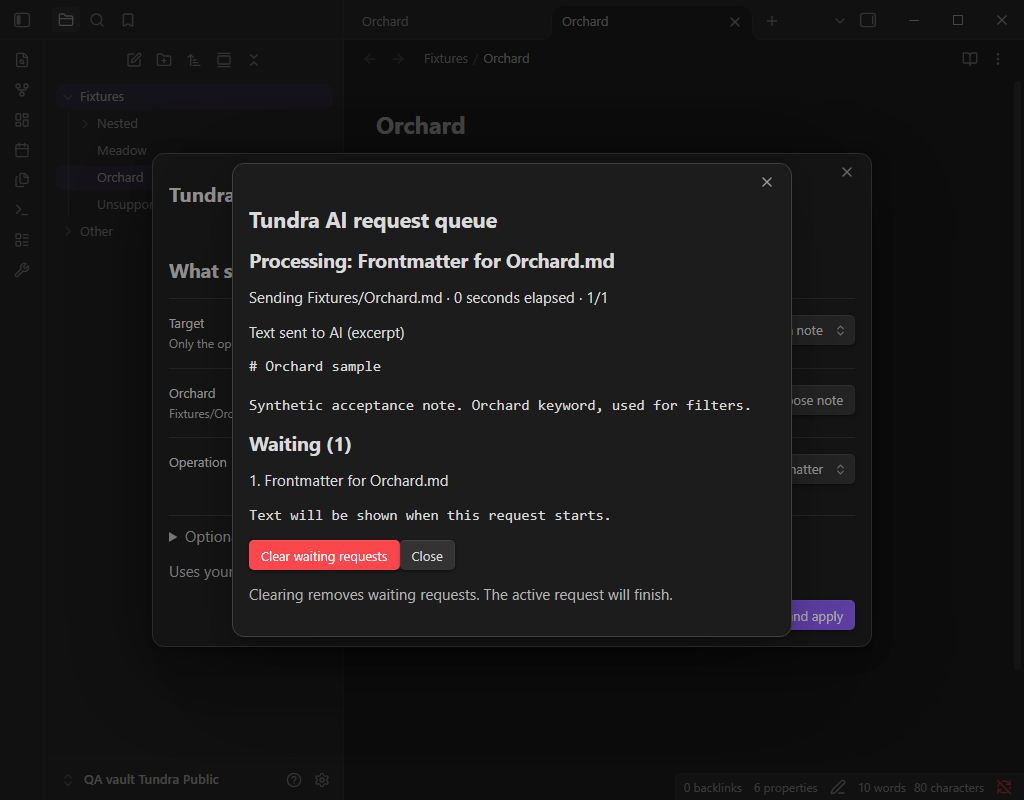 Orchard
Orchard
Fixtures / Orchard
Fixtures
Nested
Meadow
Orchard
Unsuppor
Other
Orchard
Tundra
What s
Target
Only the op
note
Orchard
Fixtures/Orc
ose note
Operation
matter
Optiona
Uses your
nd apply
Tundra AI request queue
Processing: Frontmatter for Orchard.md
Sending Fixtures/Orchard.md · 0 seconds elapsed · 1/1
Text sent to AI (excerpt)
# Orchard sample
Synthetic acceptance note. Orchard keyword, used for filters.
Waiting (1)
1. Frontmatter for Orchard.md
Text will be shown when this request starts.
Clear waiting requests
Close
Clearing removes waiting requests. The active request will finish.
QA vault Tundra Public
0 backlinks 6 properties 10 words 80 characters